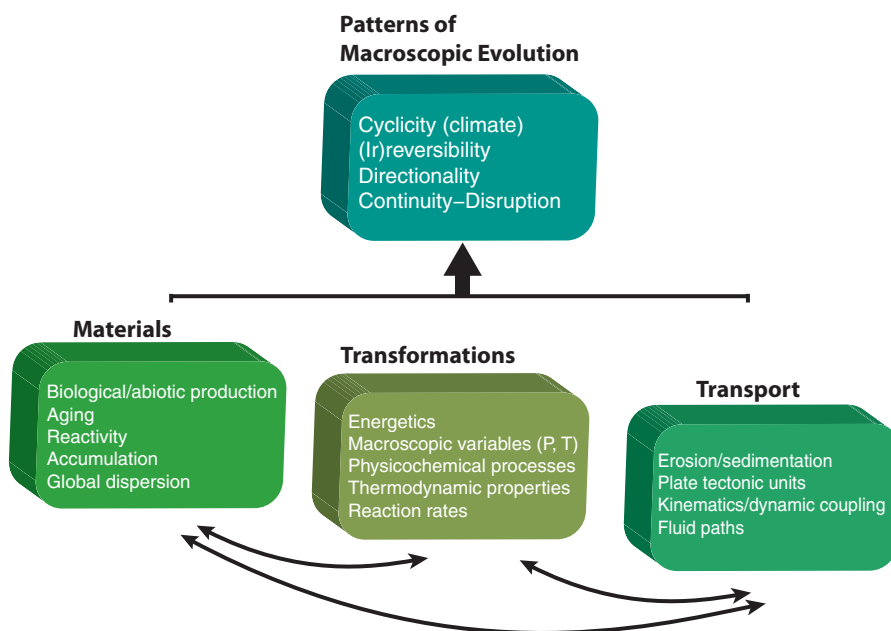 Patterns of
Macroscopic Evolution
Cyclicity (climate)
(Ir)reversibility
Directionality
Continuity–Disruption
Materials
Biological/abiotic production
Aging
Reactivity
Accumulation
Global dispersion
Transformations
Energetics
Macroscopic variables (P, T)
Physicochemical processes
Thermodynamic properties
Reaction rates
Transport
Erosion/sedimentation
Plate tectonic units
Kinematics/dynamic coupling
Fluid paths